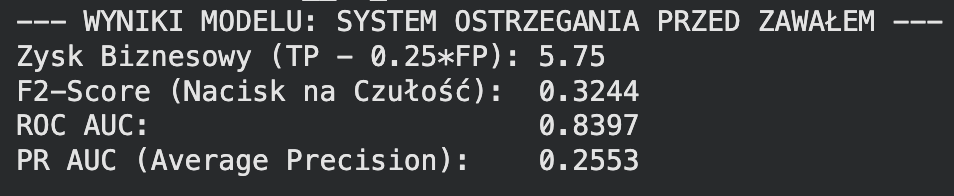 --- WYNIKI MODELU: SYSTEM OSTRZEGANIA PRZED ZAWAŁEM ---
Zysk Biznesowy (TP - 0.25*FP): 5.75
F2-Score (Nacisk na Czułość): 0.3244
ROC AUC: 0.8397
PR AUC (Average Precision): 0.2553